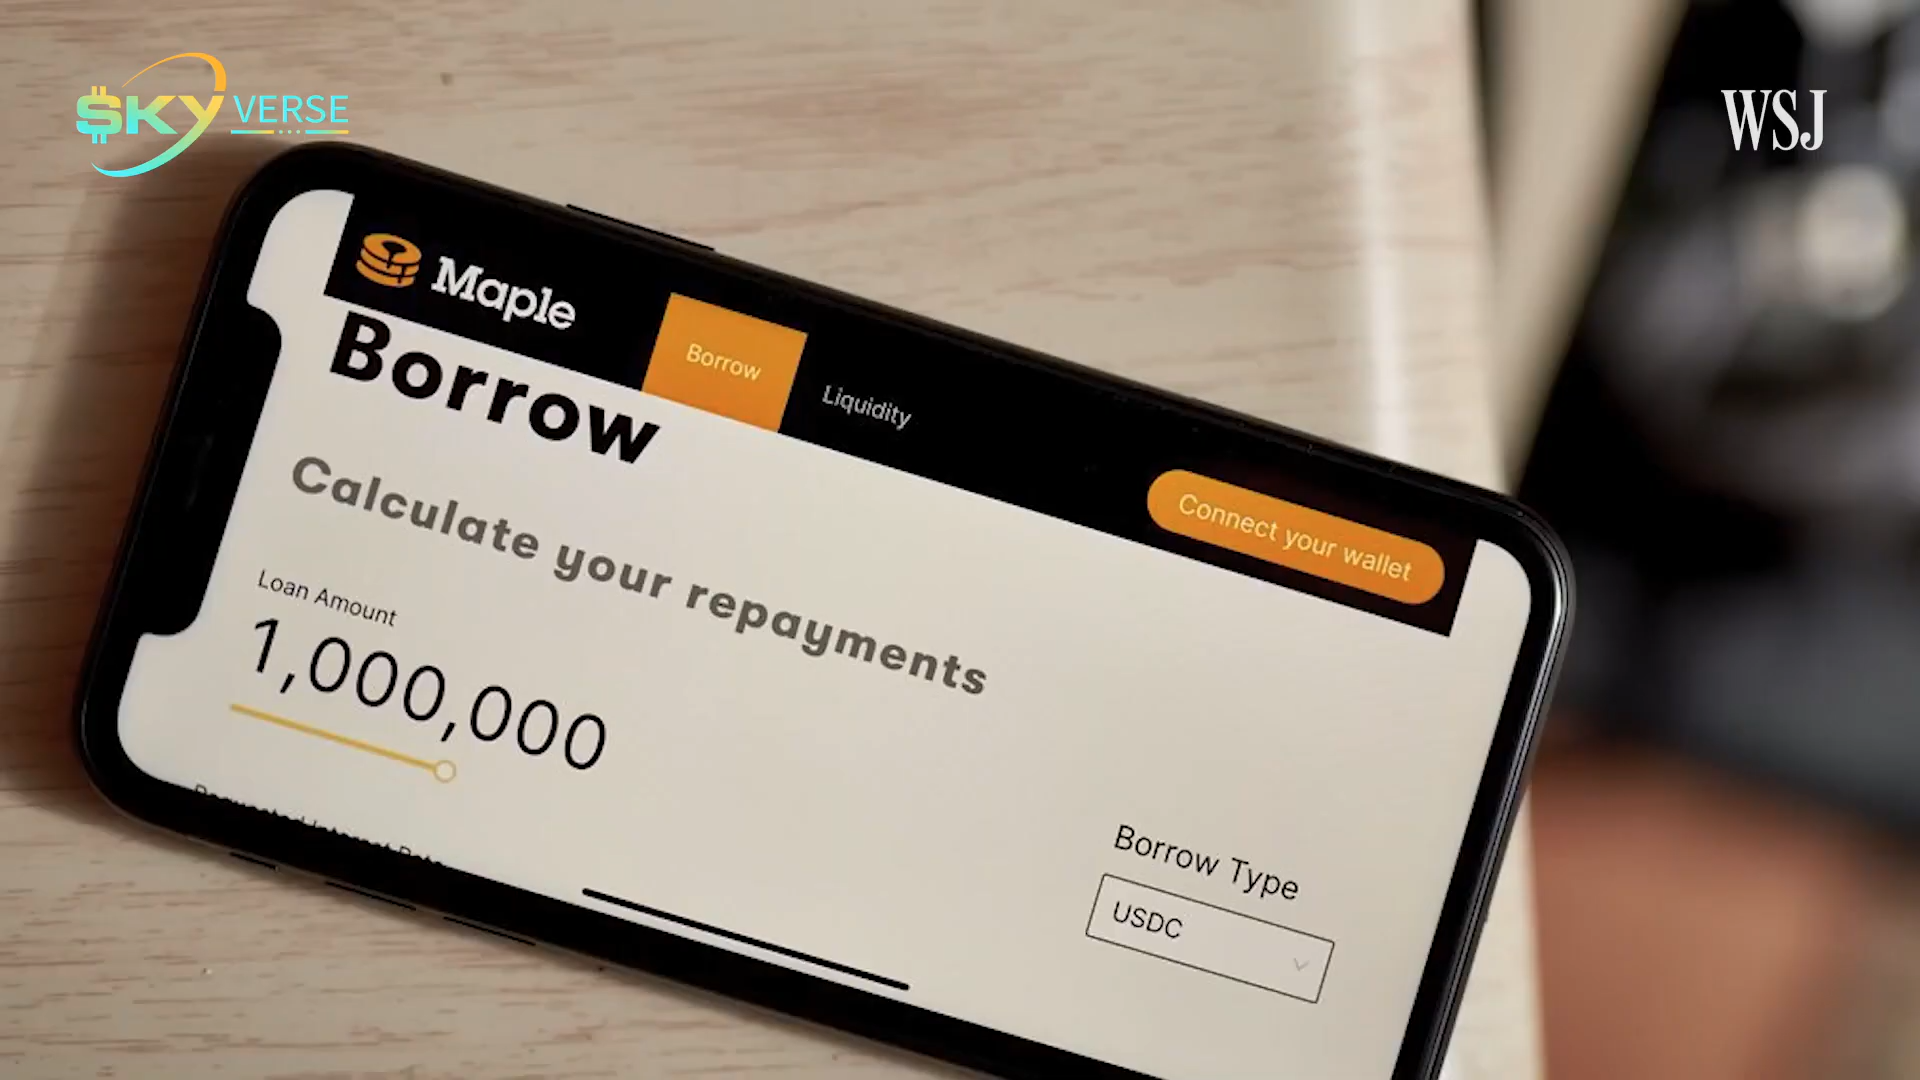 $KY VERSE
WSJ
Maple
Borrow
Liquidity
Connect your wallet
Borrow
Calculate your repayments
Loan Amount
1,000,000
Borrow Type
USDC